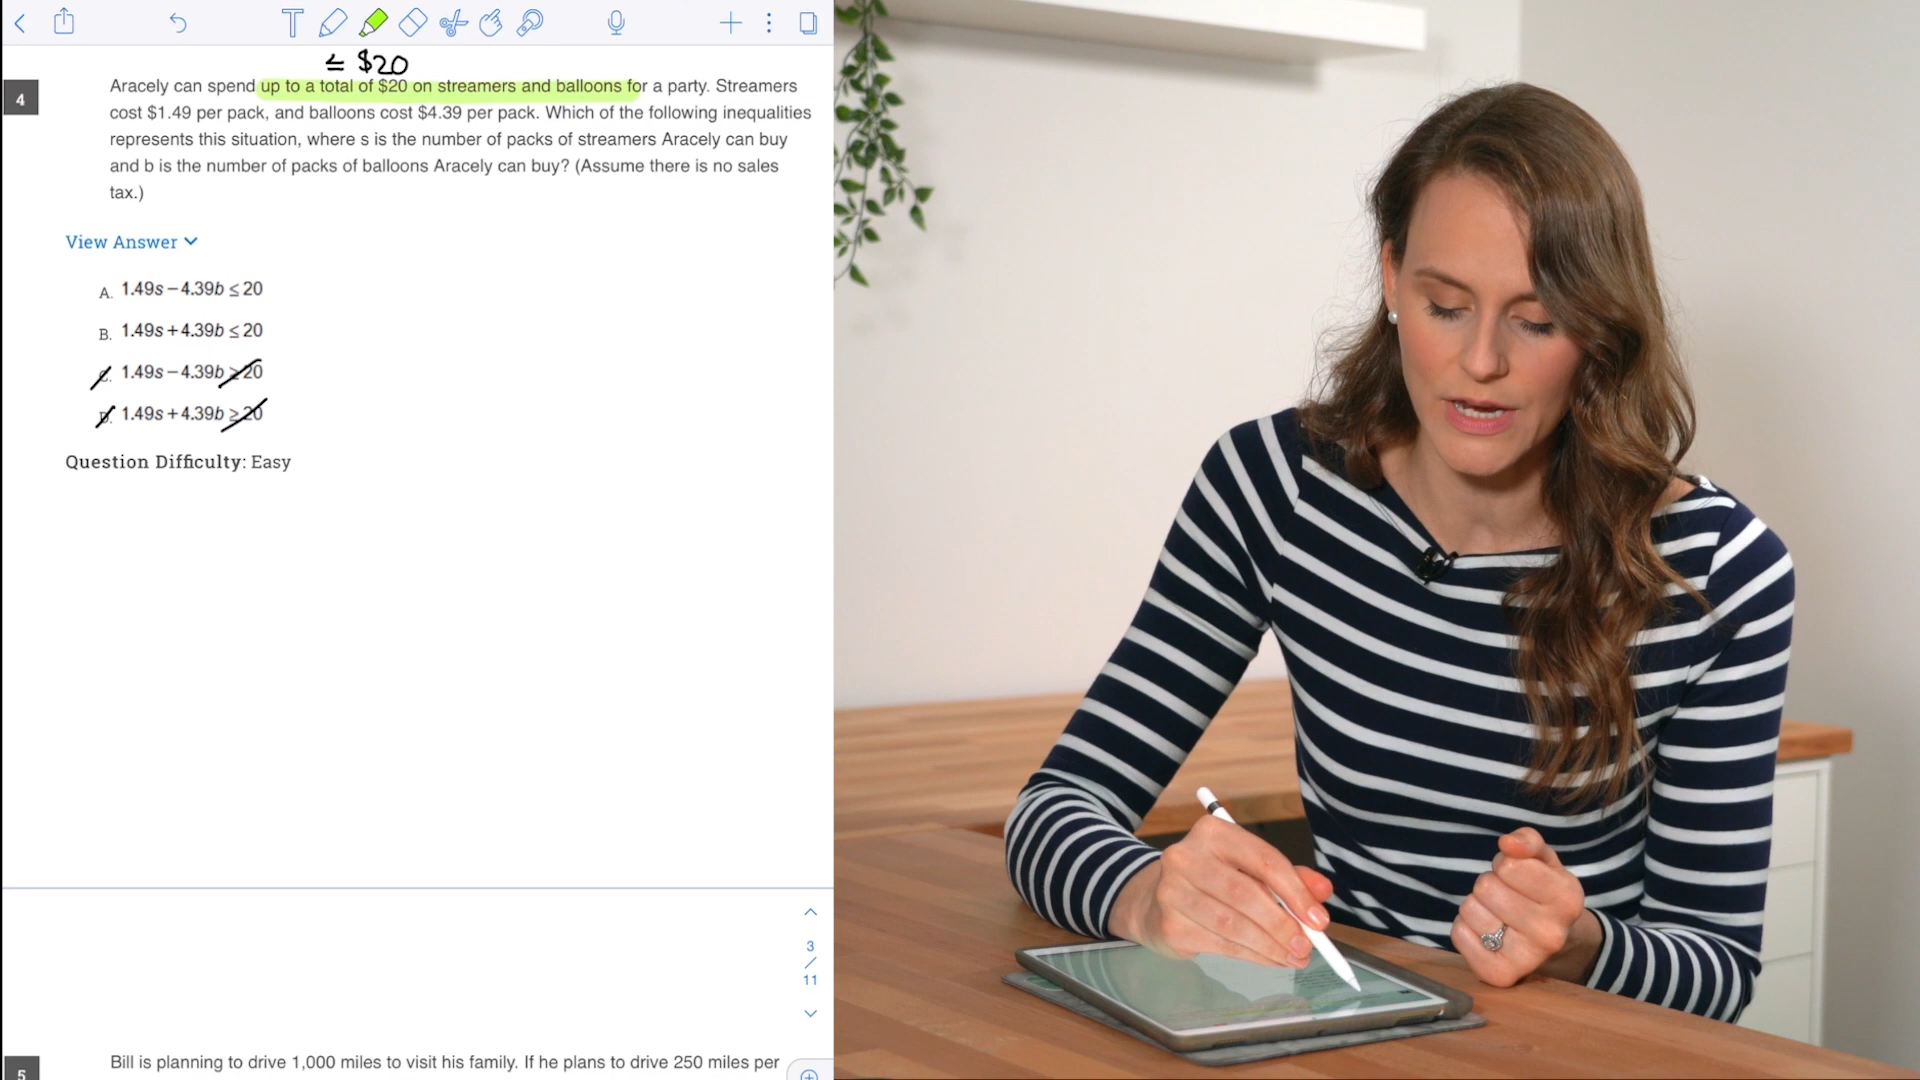 ≤ $20
4
Aracely can spend up to a total of $20 on streamers and balloons for a party. Streamers
cost $1.49 per pack, and balloons cost $4.39 per pack. Which of the following inequalities
represents this situation, where s is the number of packs of streamers Aracely can buy
and b is the number of packs of balloons Aracely can buy? (Assume there is no sales
tax.)
View Answer
A. 1.49s – 4.39b ≤ 20
B. 1.49s + 4.39b ≤ 20
C. 1.49s – 4.39b ≥ 20
D. 1.49s + 4.39b ≥ 20
Question Difficulty: Easy
3
/
11
5
Bill is planning to drive 1,000 miles to visit his family. If he plans to drive 250 miles per